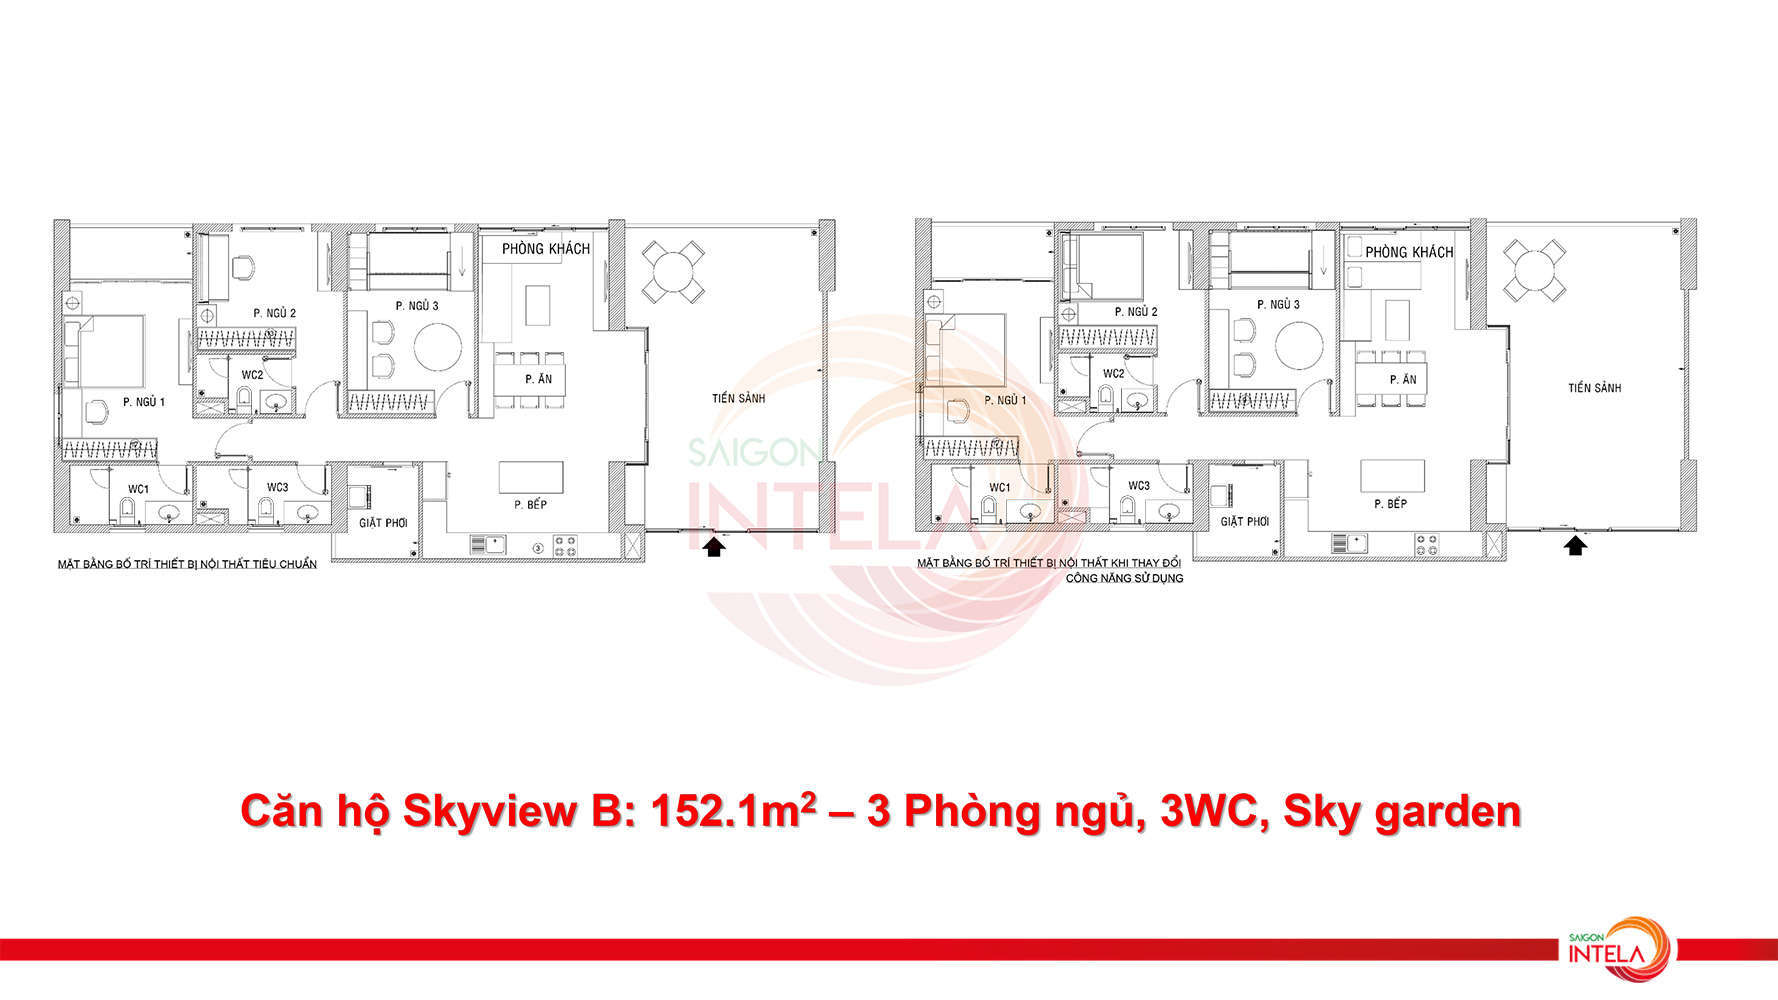 PHÒNG KHÁCH
P. NGỦ 2
P. NGỦ 3
WC2
P. ĂN
P. NGỦ 1
TIỀN SẢNH
WC1
WC3
P. BẾP
GIẶT PHƠI
3
MẶT BẰNG BỐ TRÍ THIẾT BỊ NỘI THẤT TIÊU CHUẨN
PHÒNG KHÁCH
P. NGỦ 2
P. NGỦ 3
WC2
P. ĂN
P. NGỦ 1
TIỀN SẢNH
WC1
WC3
P. BẾP
GIẶT PHƠI
MẶT BẰNG BỐ TRÍ THIẾT BỊ NỘI THẤT KHI THAY ĐỔI
CÔNG NĂNG SỬ DỤNG
SAIGON
INTELA
Căn hộ Skyview B: 152.1m² – 3 Phòng ngủ, 3WC, Sky garden
SAIGON
INTELA